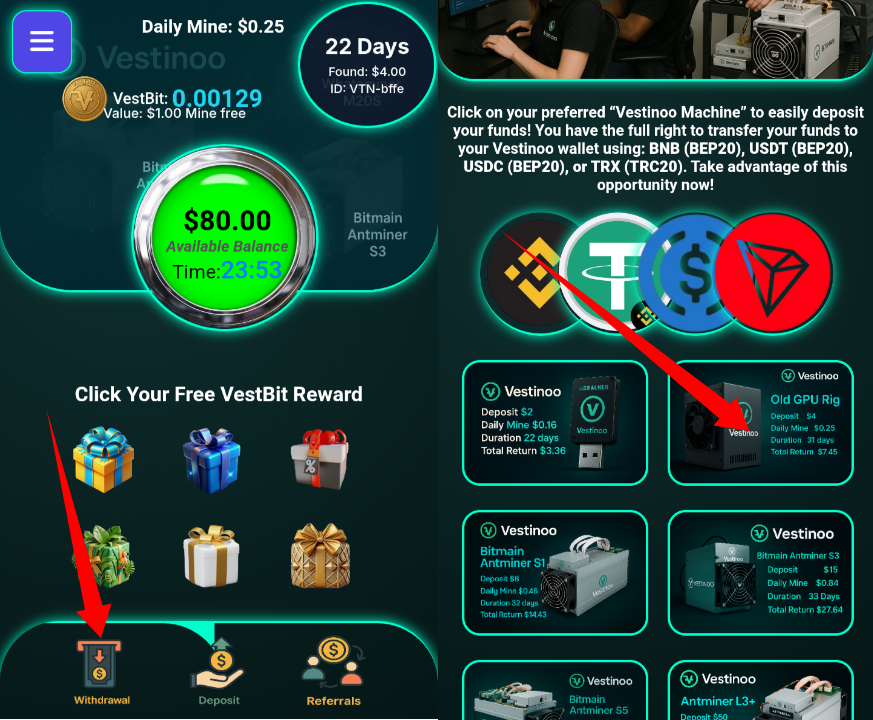 Daily Mine: $0.25
Vestinoo
22 Days
Found: $4.00
ID: VTN-bffe
M20S
VestBit: 0.00129
Value: $1.00 Mine free
$80.00
Available Balance
Time:23:53
Bitmain
Antminer
S3
Click Your Free VestBit Reward
Withdrawal
Deposit
Referrals
Click on your preferred “Vestinoo Machine” to easily deposit
your funds! You have the full right to transfer your funds to
your Vestinoo wallet using: BNB (BEP20), USDT (BEP20),
USDC (BEP20), or TRX (TRC20). Take advantage of this
opportunity now!
Vestinoo
Deposit $2
Daily Mine $0.16
Duration 22 days
Total Return $3.36
Vestinoo
Vestinoo
Old GPU Rig
Deposit $4
Daily Mine $0.25
Duration 31 days
Total Return $7.45
Vestinoo
Vestinoo
Bitmain
Antminer S1
Deposit $8
Daily Mine $0.46
Duration 32 days
Total Return $14.43
Vestinoo
Bitmain Antminer S3
Deposit $15
Daily Mine $0.84
Duration 33 Days
Total Return $27.64
Vestinoo
Bitmain
Antminer S5
Vestinoo
Antminer L3+
Deposit $50